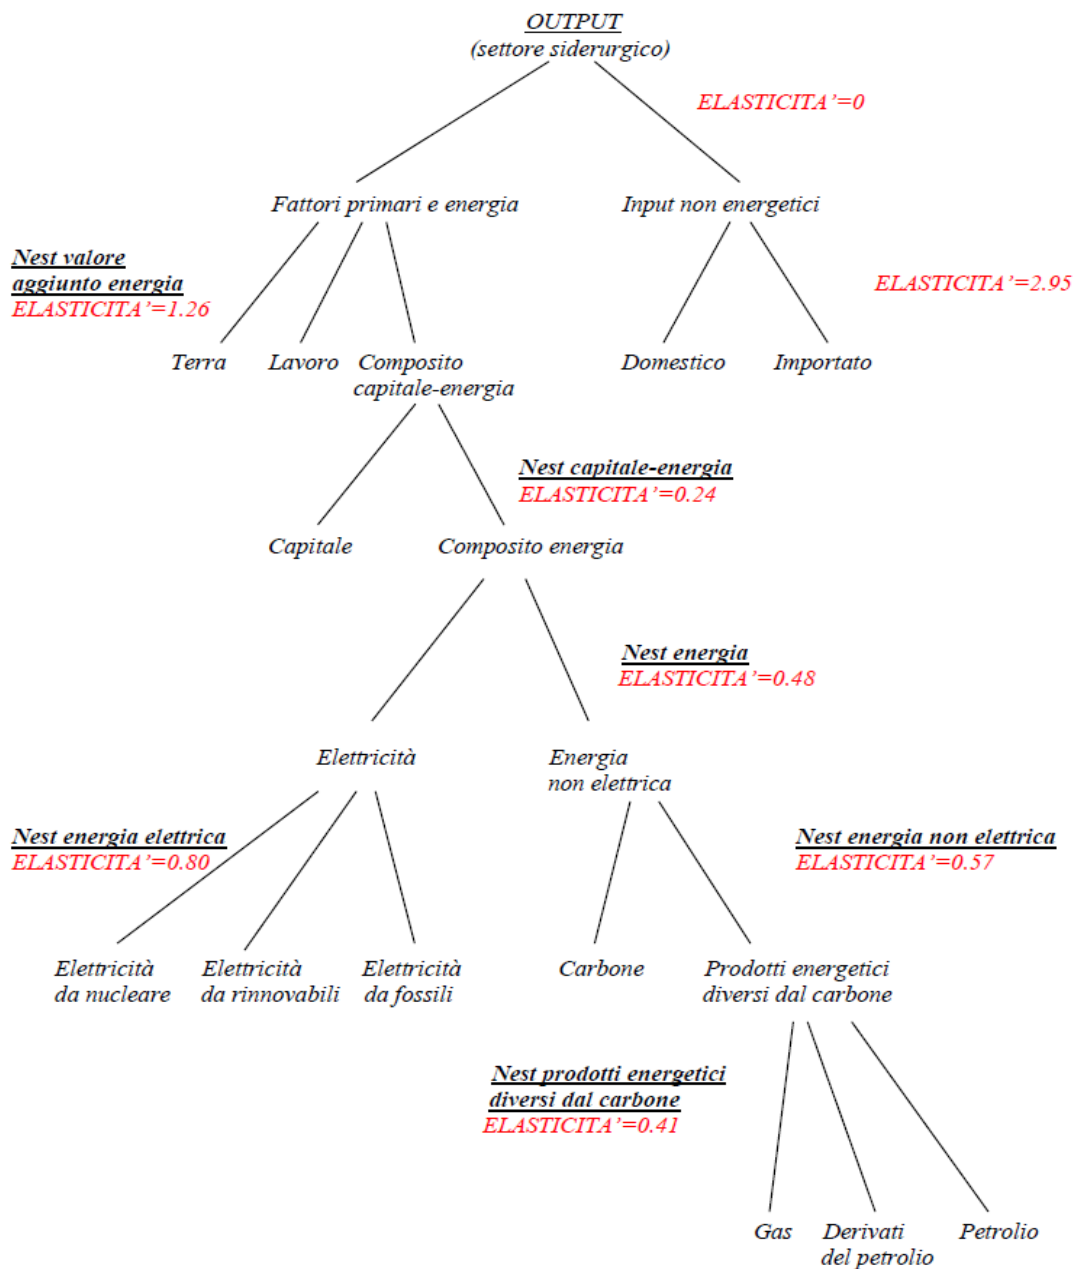 OUTPUT
(settore siderurgico)
ELASTICITA’=0
Fattori primari e energia
Input non energetici
Nest valore
aggiunto energia
ELASTICITA’=1.26
ELASTICITA’=2.95
Terra
Lavoro
Composito
capitale-energia
Domestico
Importato
Nest capitale-energia
ELASTICITA’=0.24
Capitale
Composito energia
Nest energia
ELASTICITA’=0.48
Elettricità
Energia
non elettrica
Nest energia elettrica
ELASTICITA’=0.80
Nest energia non elettrica
ELASTICITA’=0.57
Elettricità
da nucleare
Elettricità
da rinnovabili
Elettricità
da fossili
Carbone
Prodotti energetici
diversi dal carbone
Nest prodotti energetici
diversi dal carbone
ELASTICITA’=0.41
Gas
Derivati
del petrolio
Petrolio